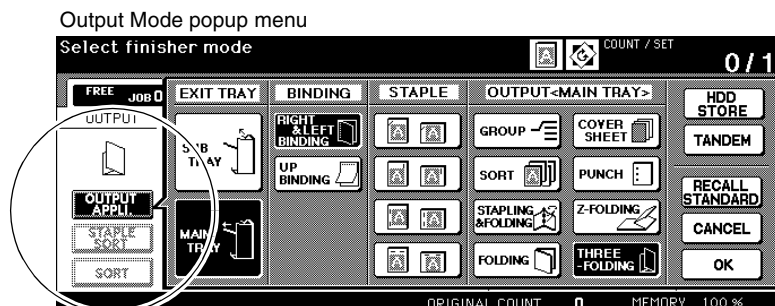 Output Mode popup menu
Select finisher mode
COUNT / SET
0/1
FREE JOB 0
EXIT TRAY
BINDING
STAPLE
OUTPUT<MAIN TRAY>
HDD
STORE
OUTPUT
SUB
TRAY
RIGHT
&LEFT
BINDING
GROUP
COVER
SHEET
TANDEM
UP
BINDING
SORT
PUNCH
RECALL
STANDARD
OUTPUT
APPLI.
STAPLE
SORT
MAIN
TRAY
STAPLING
&FOLDING
Z-FOLDING
CANCEL
SORT
FOLDING
THREE
-FOLDING
OK
ORIGINAL COUNT 0 MEMORY 100 %